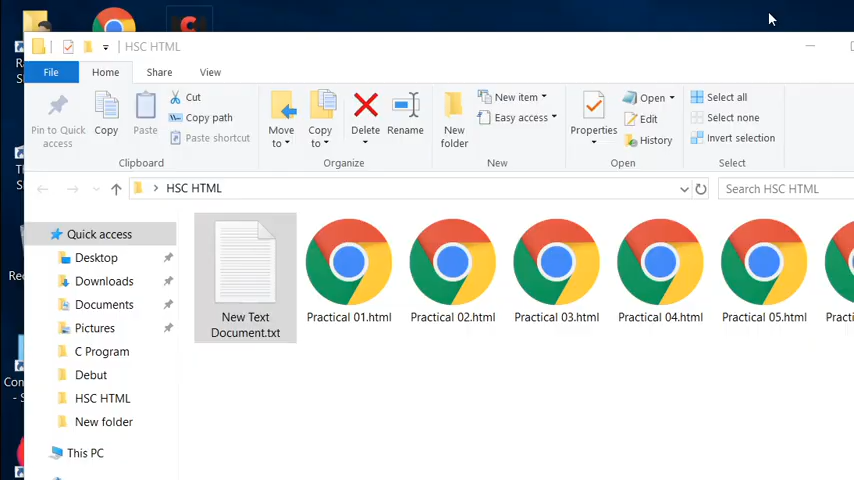 HSC HTML
File Home Share View
Pin to Quick access
Copy
Paste
Cut
Copy path
Paste shortcut
Clipboard
Move to
Copy to
Delete
Rename
Organize
New folder
New item
Easy access
New
Properties
Open
Edit
History
Open
Select all
Select none
Invert selection
Select
HSC HTML
Search HSC HTML
Quick access
Desktop
Downloads
Documents
Pictures
C Program
Debut
HSC HTML
New folder
This PC
New Text
Document.txt
Practical 01.html
Practical 02.html
Practical 03.html
Practical 04.html
Practical 05.html